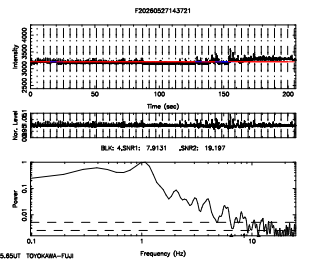 F20260527143721
Intensity
2500 3000 3500 4000
0 50 100 150 200
Time (sec)
Nor. Level
BLK: 4,SNR1: 7.9131 ,SNR2: 19.197
Power
1
0.1
0.01
0.1 1 10
Frequency (Hz)
5.65UT TOYOKAWA-FUJI